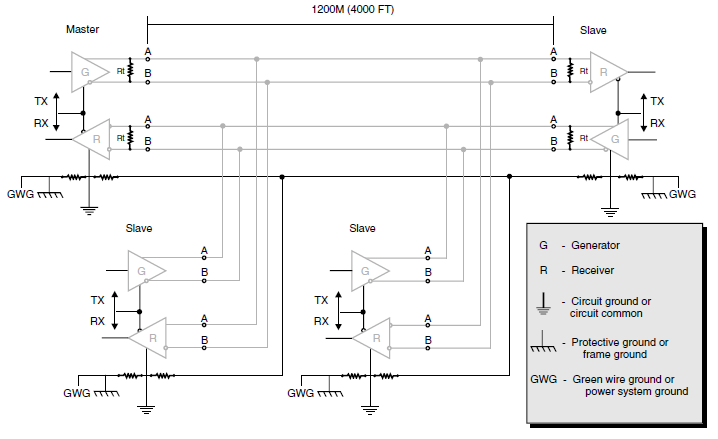 1200M (4000 FT)
Master
Slave
A
A
G
Rt
B
B
Rt
R
TX
TX
RX
RX
A
A
R
Rt
B
B
Rt
G
GWG
GWG
Slave
Slave
A
A
G
B
G
B
TX
TX
RX
RX
A
A
R
B
R
B
GWG
GWG
G - Generator
R - Receiver
- Circuit ground or
circuit common
- Protective ground or
frame ground
GWG - Green wire ground or
power system ground